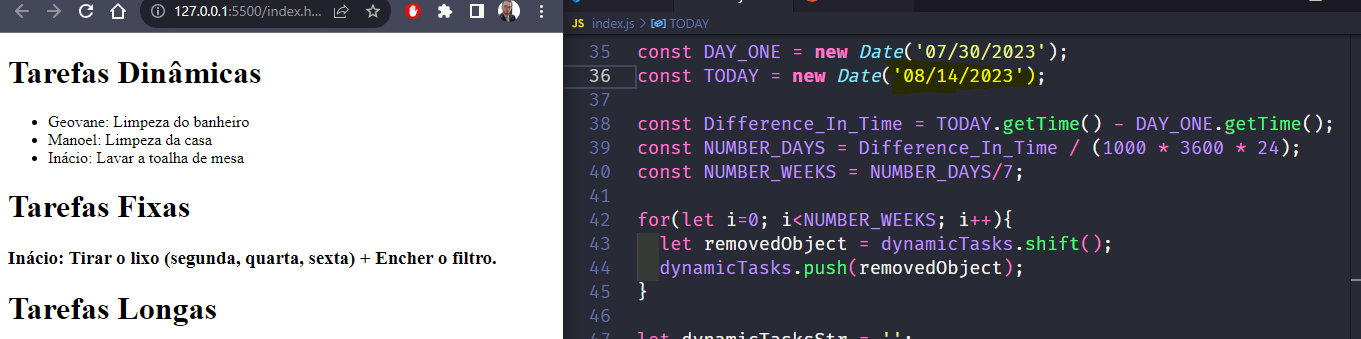 127.0.0.1:5500/index.h...
Tarefas Dinâmicas
Geovane: Limpeza do banheiro
Manoel: Limpeza da casa
Inácio: Lavar a toalha de mesa
Tarefas Fixas
Inácio: Tirar o lixo (segunda, quarta, sexta) + Encher o filtro.
Tarefas Longas
JS index.js > TODAY
35 const DAY_ONE = new Date('07/30/2023');
36 const TODAY = new Date('08/14/2023');
37
38 const Difference_In_Time = TODAY.getTime() - DAY_ONE.getTime();
39 const NUMBER_DAYS = Difference_In_Time / (1000 * 3600 * 24);
40 const NUMBER_WEEKS = NUMBER_DAYS/7;
41
42 for(let i=0; i<NUMBER_WEEKS; i++){
43 let removedObject = dynamicTasks.shift();
44 dynamicTasks.push(removedObject);
45 }
46
47 let dynamicTasksStr = '';